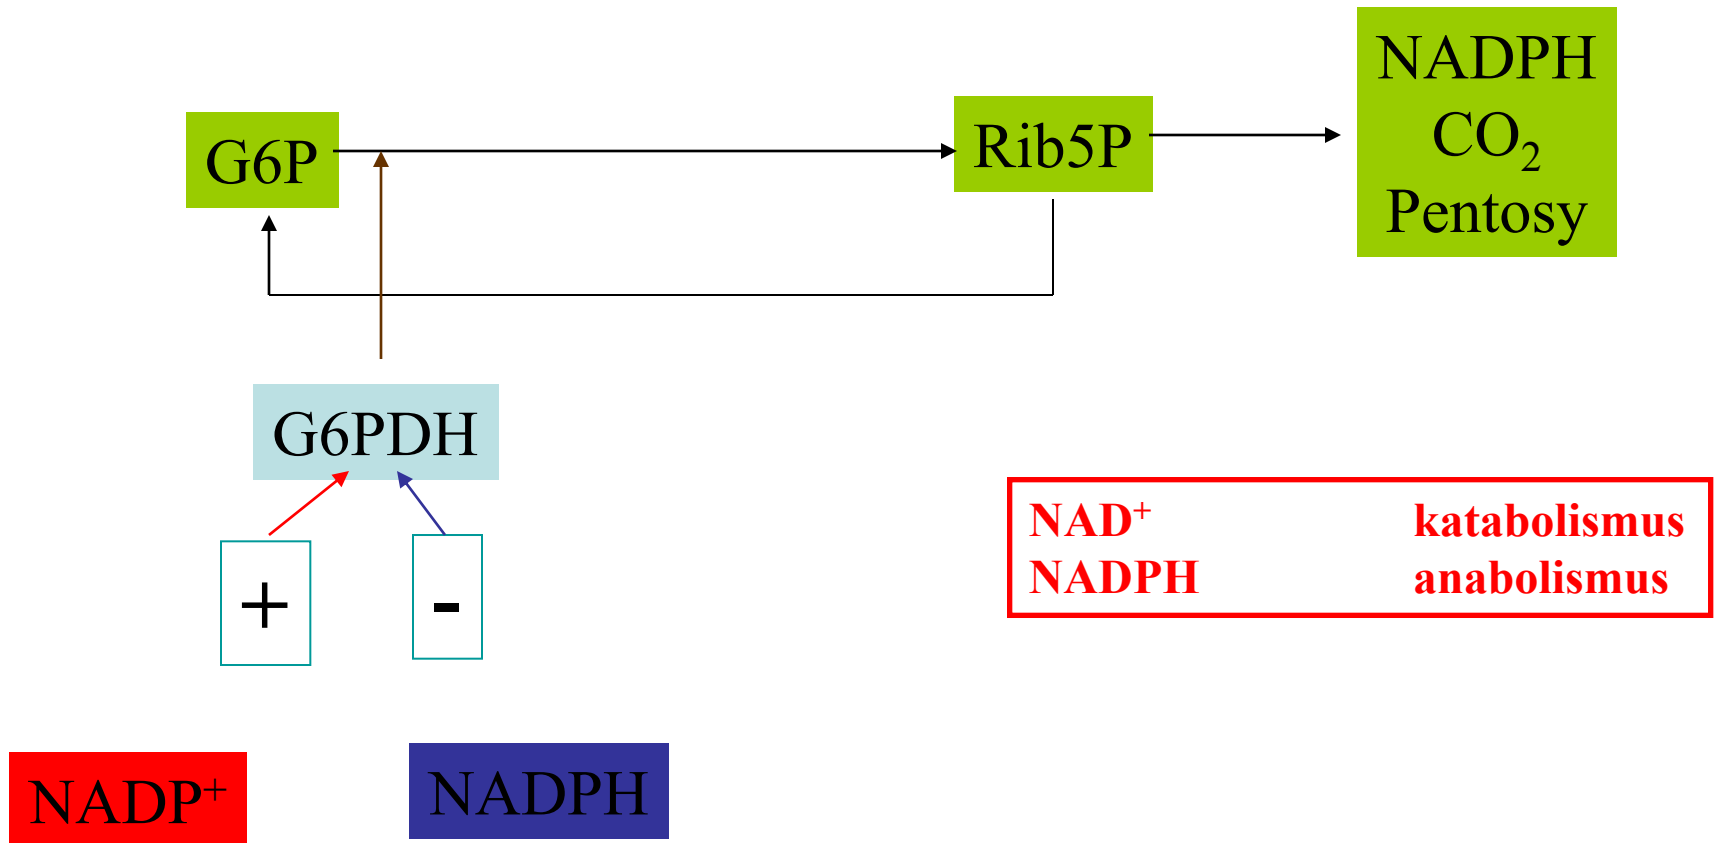 G6P
Rib5P
NADPH
CO₂
Pentosy
G6PDH
+
-
NAD⁺ katabolismus
NADPH anabolismus
NADP⁺
NADPH